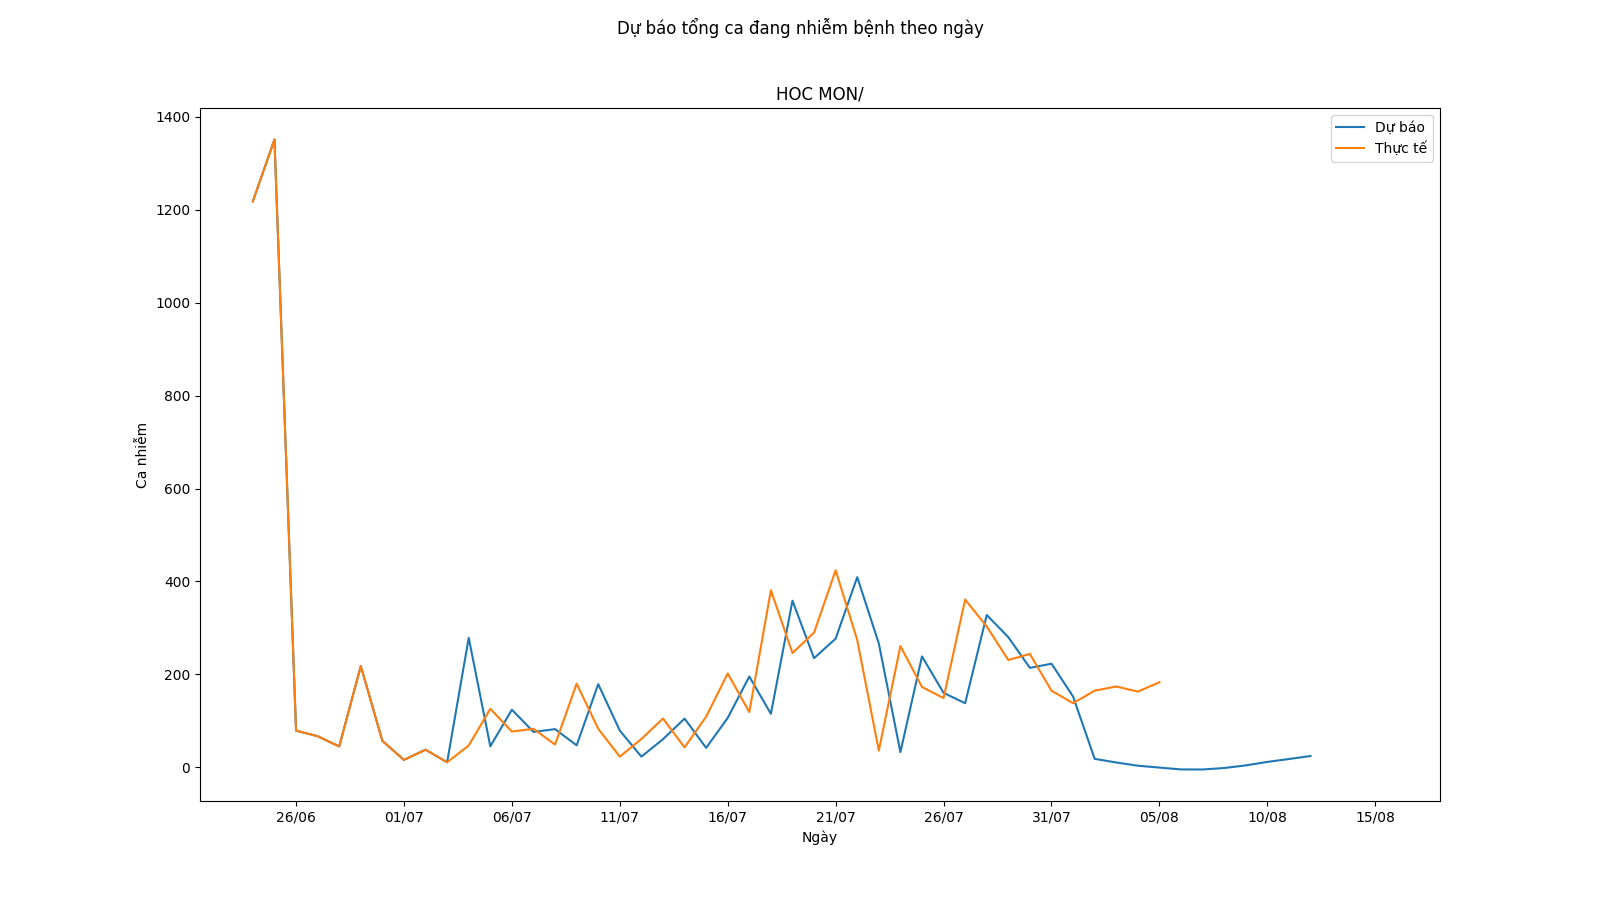 Dự báo tổng ca đang nhiễm bệnh theo ngày
HOC MON/
Dự báo
Thực tế
1400
1200
1000
800
600
400
200
0
Ca nhiễm
26/06 01/07 06/07 11/07 16/07 21/07 26/07 31/07 05/08 10/08 15/08
Ngày